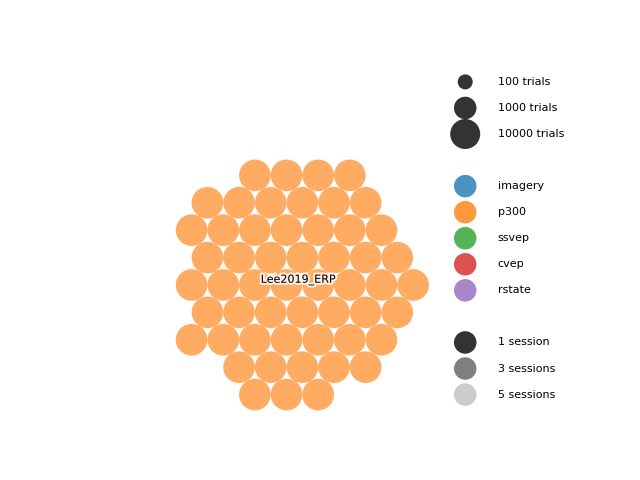 100 trials
1000 trials
10000 trials
imagery
p300
ssvep
cvep
rstate
1 session
3 sessions
5 sessions
Lee2019_ERP